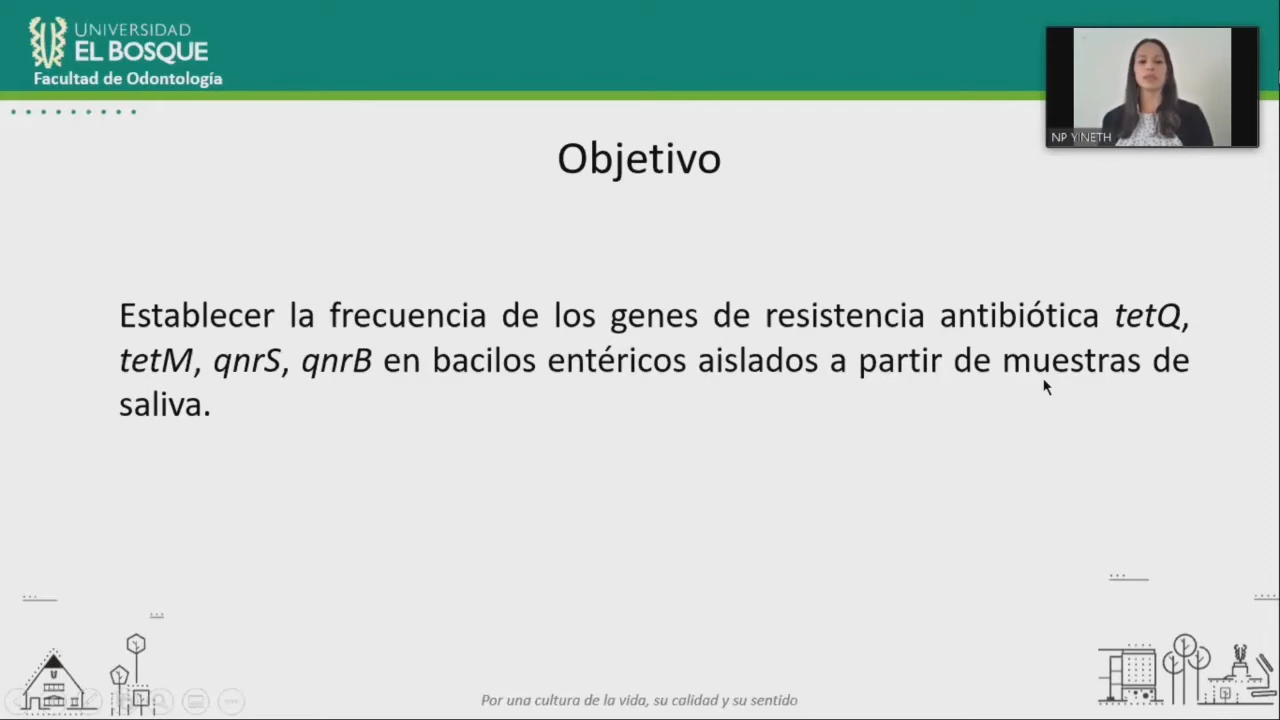 UNIVERSIDAD
EL BOSQUE
Facultad de Odontología
NP YINETH
Objetivo
Establecer la frecuencia de los genes de resistencia antibiótica tetQ,
tetM, qnrS, qnrB en bacilos entéricos aislados a partir de muestras de
saliva.
Por una cultura de la vida, su calidad y su sentido